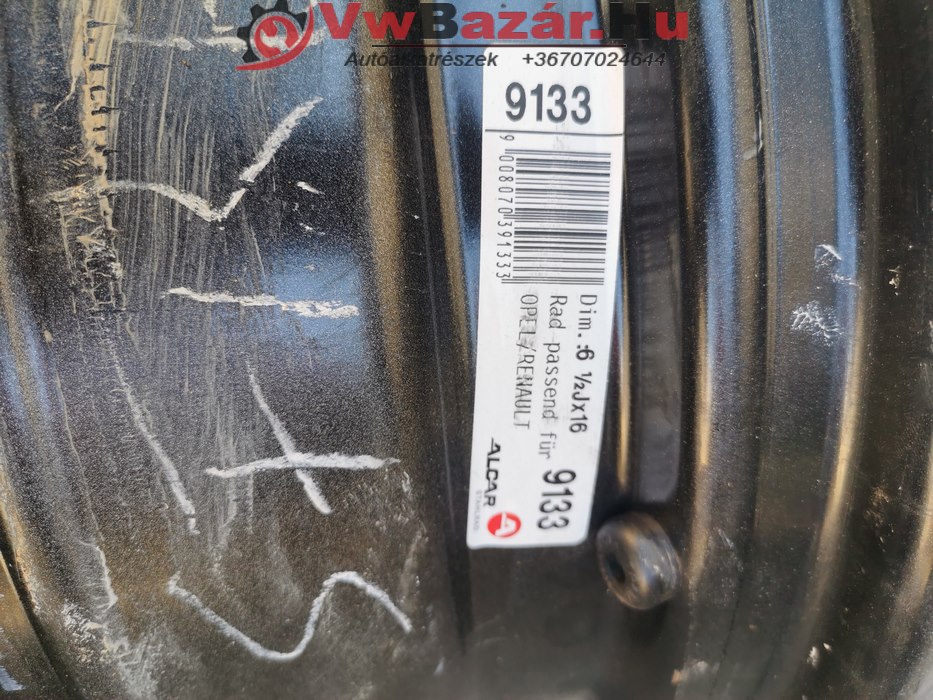 VwBazár.Hu
Autóalkatrészek +36707024644
9133
9 008070 391333
Dim.:6 ½Jx16
Rad passend für
OPEL/RENAULT
9133
ALCAR